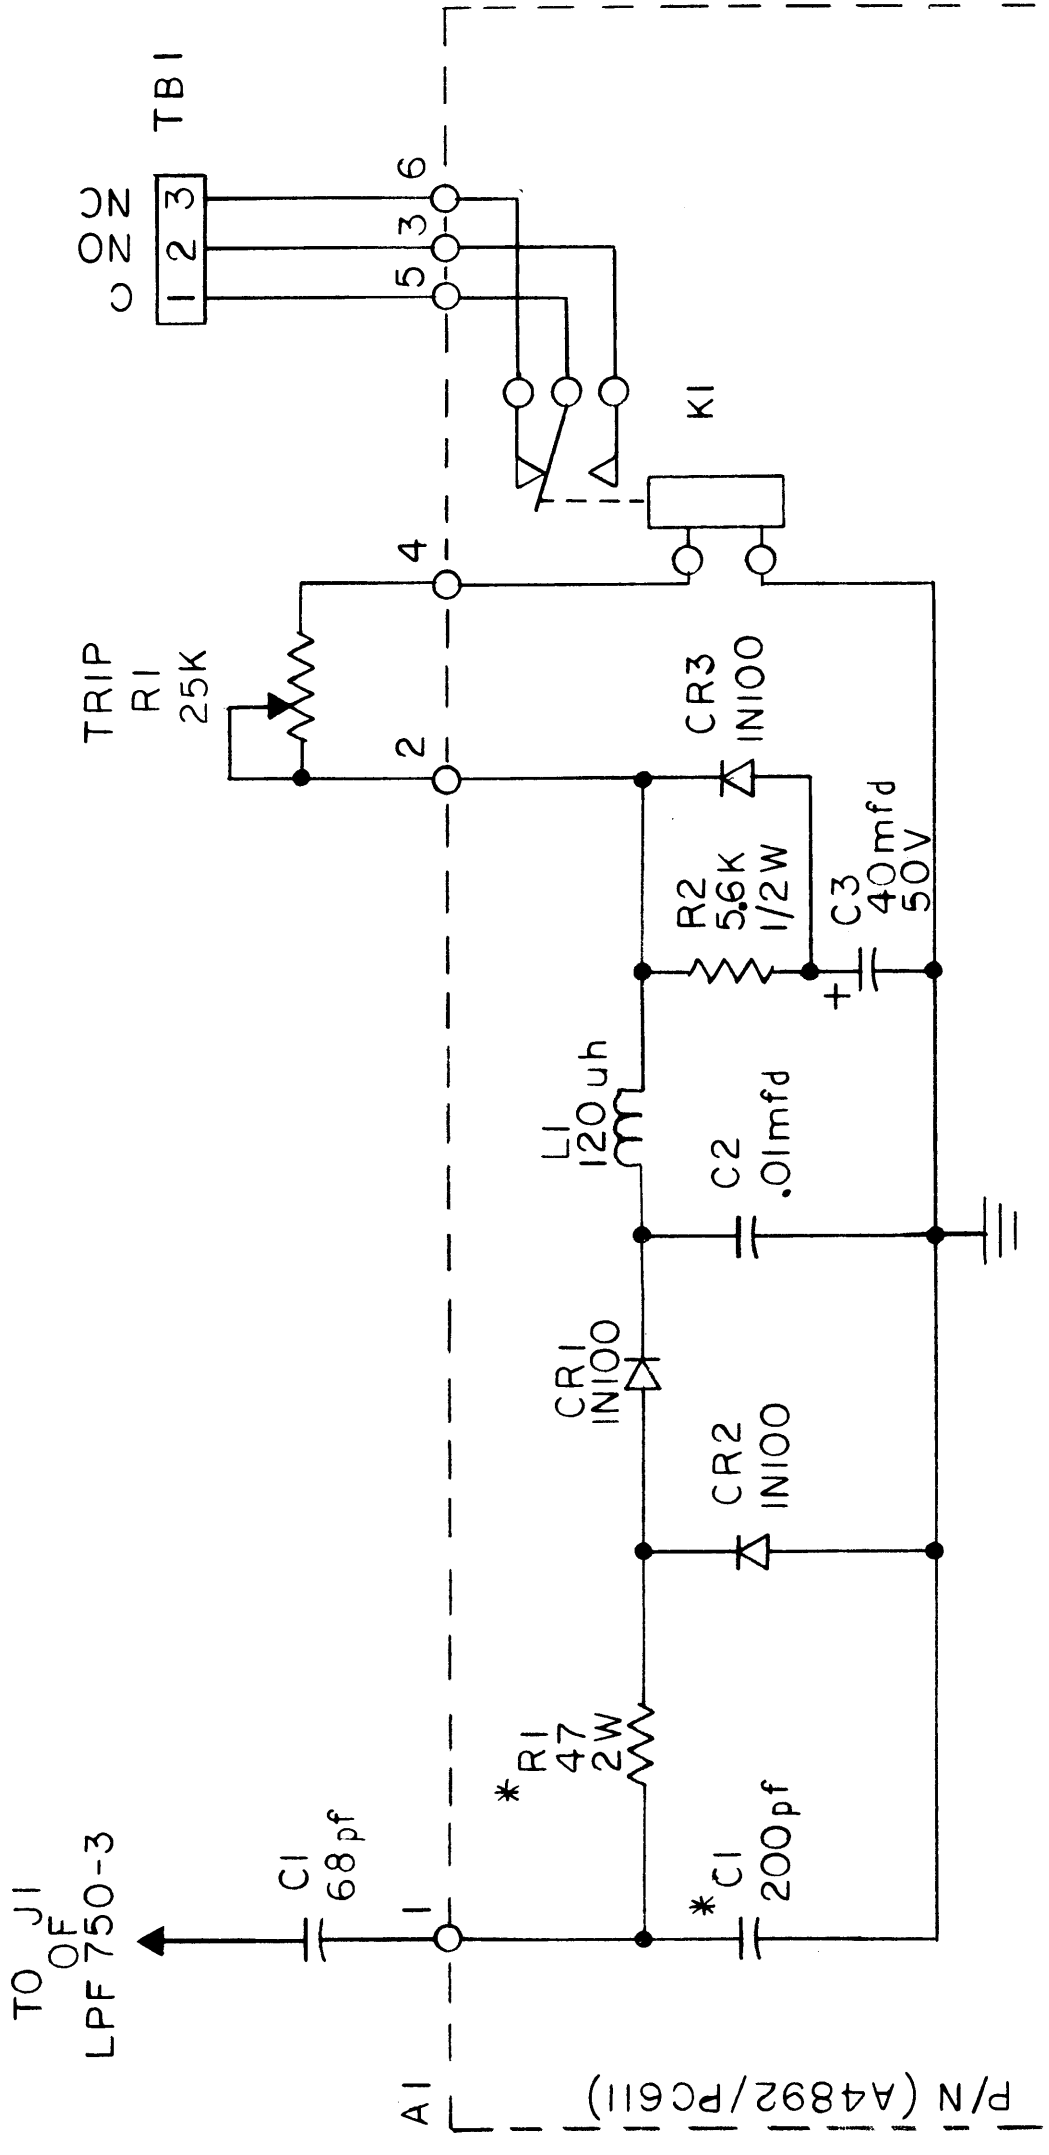 TO J1
OF
LPF 750-3
C1
68pf
1
A1
P/N (A4892/PC611)
* R1
47
2W
* C1
200pf
CR1
1N100
CR2
1N100
L1
120uh
C2
.01mfd
R2
5.6K
1/2W
C3
40mfd
50V
+
CR3
1N100
TRIP
R1
25K
2
4
K1
C
NO
NC
1
2
3
TB1
5
3
6